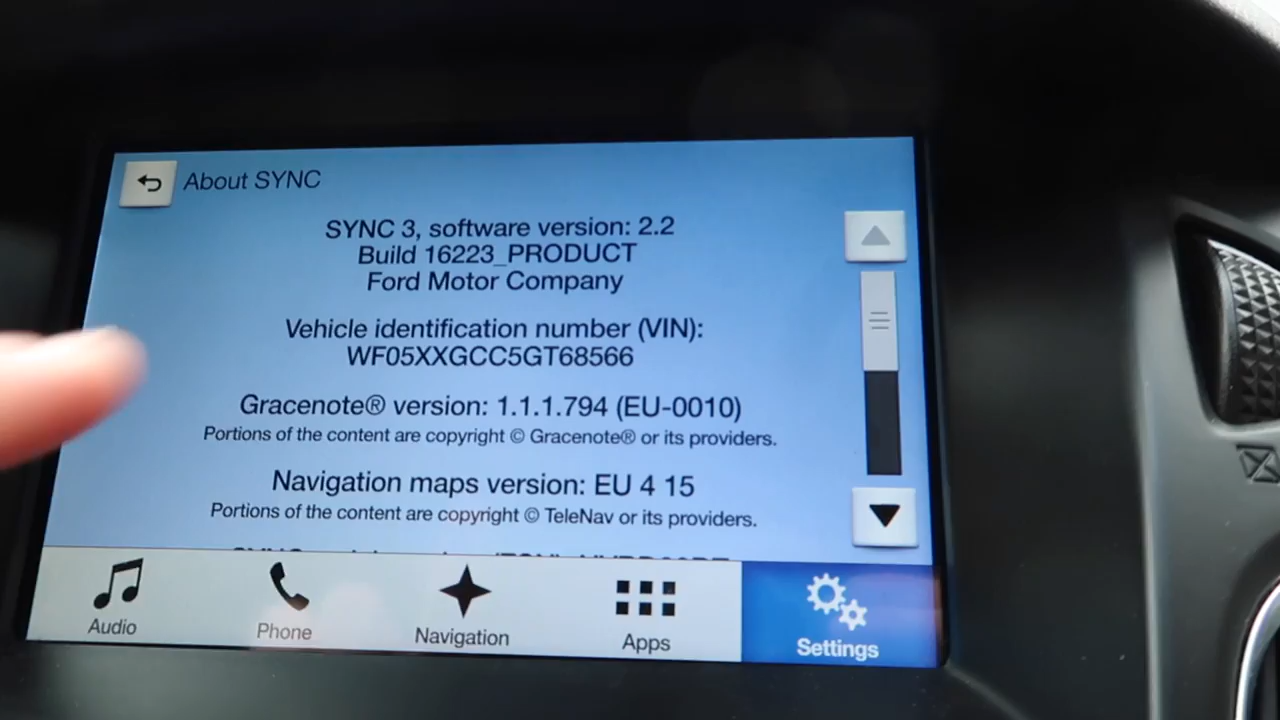 About SYNC
SYNC 3, software version: 2.2
Build 16223_PRODUCT
Ford Motor Company
Vehicle identification number (VIN):
WF05XXGCC5GT68566
Gracenote® version: 1.1.1.794 (EU-0010)
Portions of the content are copyright © Gracenote® or its providers.
Navigation maps version: EU 4 15
Portions of the content are copyright © TeleNav or its providers.
Audio
Phone
Navigation
Apps
Settings